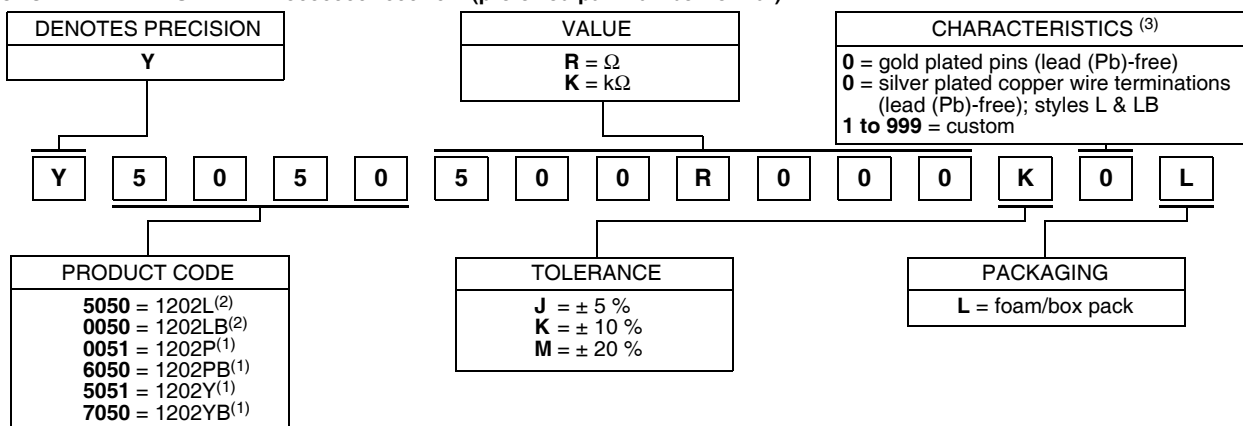 DENOTES PRECISION
Y
VALUE
R = Ω
K = kΩ
CHARACTERISTICS (3)
0 = gold plated pins (lead (Pb)-free)
0 = silver plated copper wire terminations
(lead (Pb)-free); styles L & LB
1 to 999 = custom
Y 5 0 5 0 5 0 0 R 0 0 0 K 0 L
PRODUCT CODE
5050 = 1202L(2)
0050 = 1202LB(2)
0051 = 1202P(1)
6050 = 1202PB(1)
5051 = 1202Y(1)
7050 = 1202YB(1)
TOLERANCE
J = ± 5 %
K = ± 10 %
M = ± 20 %
PACKAGING
L = foam/box pack